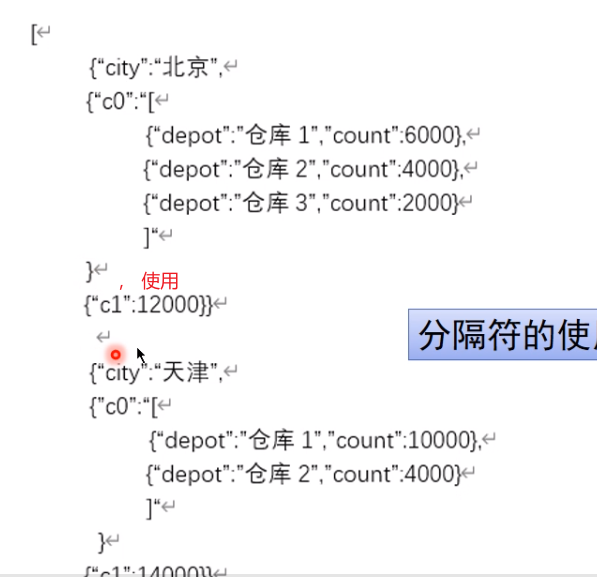 [
{“city”:“北京”,
{“c0”:“[
{“depot”:”仓库 1”,”count”:6000},
{“depot”:”仓库 2”,”count”:4000},
{“depot”:”仓库 3”,”count”:2000}
]“
}
， 使用
{“c1”:12000}}
分隔符的使
{“city”:“天津”,
{”c0”:“[
{“depot”:”仓库 1”,”count”:10000},
{“depot”:”仓库 2”,”count”:4000}
]“
}
{“c1”:14000}}